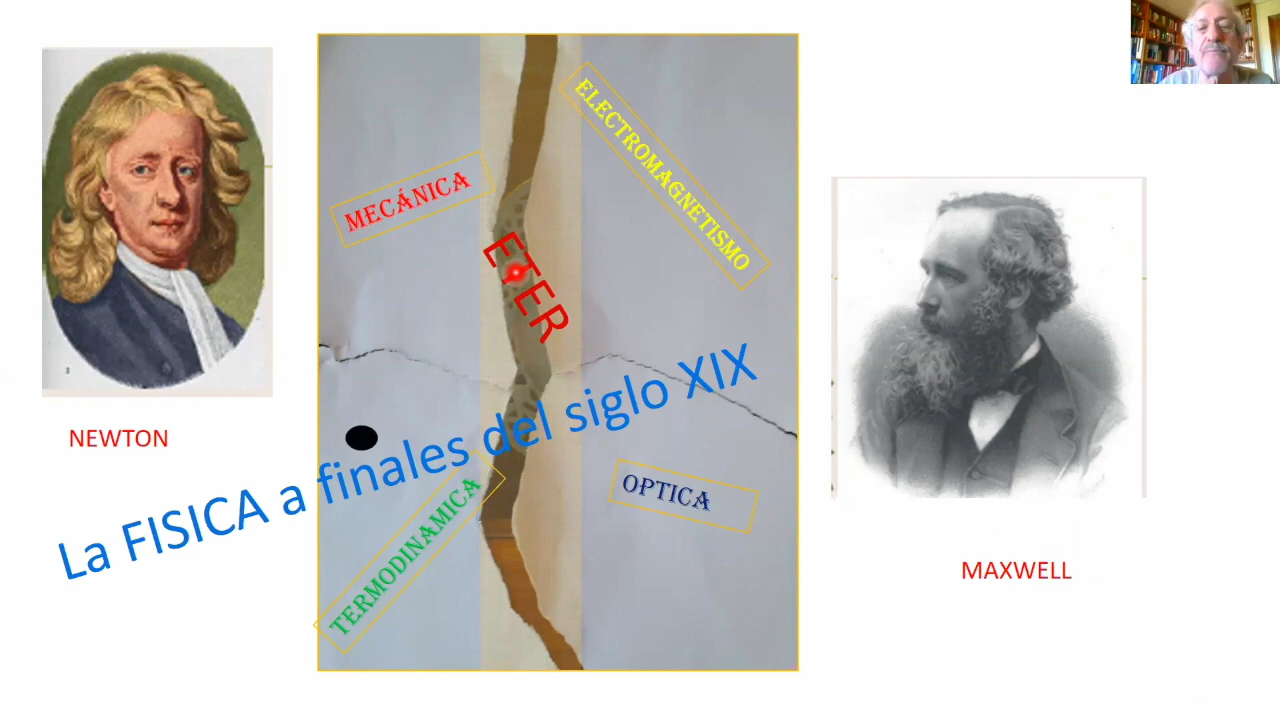 MECÁNICA
ELECTROMAGNETISMO
ETER
La FISICA a finales del siglo XIX
NEWTON
TERMODINAMICA
OPTICA
MAXWELL